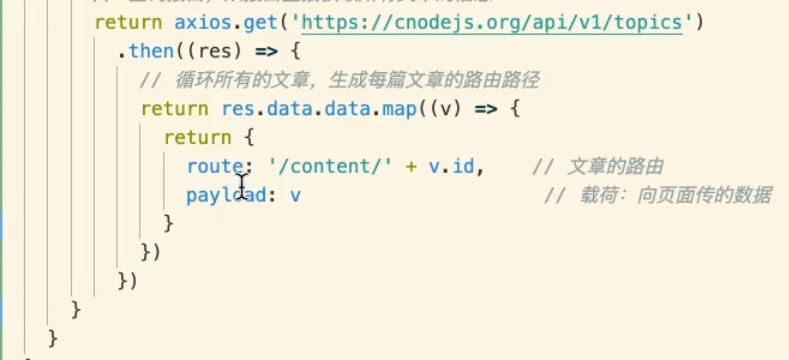 return axios.get('https://cnodejs.org/api/v1/topics')
.then((res) => {
// 循环所有的文章，生成每篇文章的路由路径
return res.data.data.map((v) => {
return {
route: '/content/' + v.id, // 文章的路由
payload: v // 载荷：向页面传的数据
}
})
})
}
}